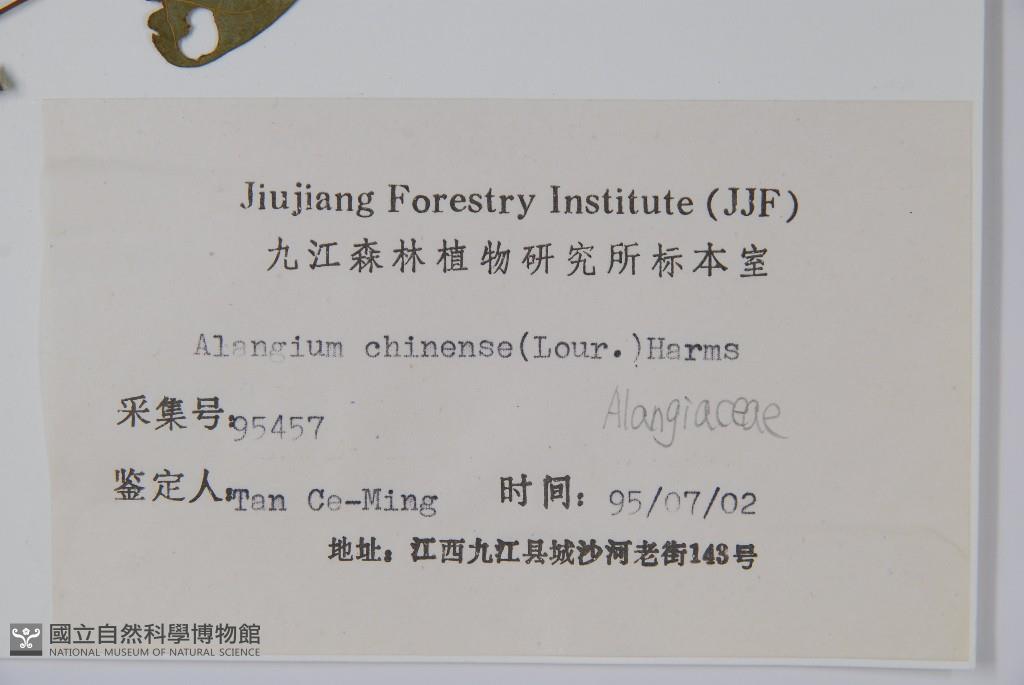 Jiujiang Forestry Institute (JJF)
九江森林植物研究所标本室
Alangium chinense(Lour.)Harms
采集号:95457
Alangiaceae
鉴定人:Tan Ce-Ming 时间: 95/07/02
地址: 江西九江县城沙河老街143号
國立自然科學博物館
NATIONAL MUSEUM OF NATURAL SCIENCE